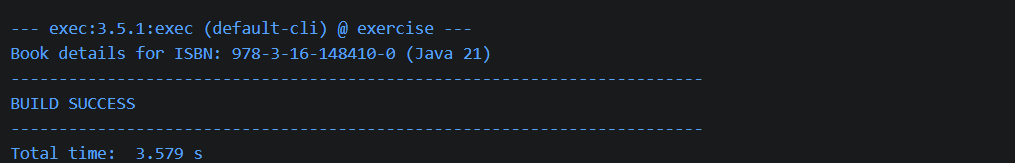 --- exec:3.5.1:exec (default-cli) @ exercise ---
Book details for ISBN: 978-3-16-148410-0 (Java 21)
------------------------------------------------------------------------
BUILD SUCCESS
------------------------------------------------------------------------
Total time:  3.579 s